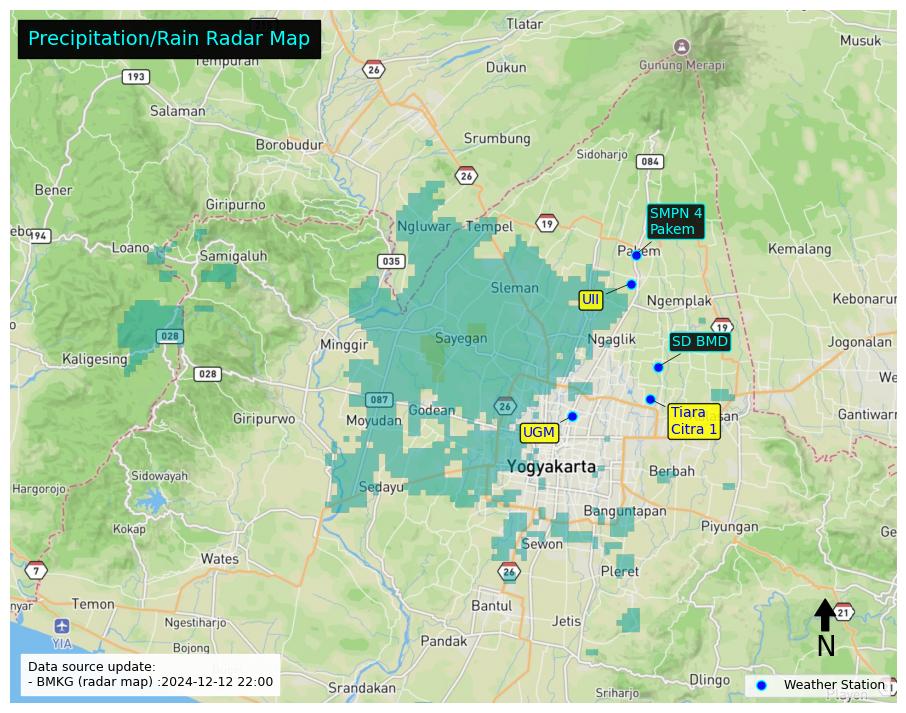 Precipitation/Rain Radar Map
Tlatar
Musuk
Gunung Merapi
26
Dukun
193
Salaman
Borobudur
Srumbung
Sidoharjo
084
26
Bener
Giripurno
SMPN 4
Pakem
194
Ngluwar
Tempel
19
Loano
Samigaluh
035
Kemalang
Sleman
UII
Ngemplak
19
028
Sayegan
Ngaglik
SD BMD
Jogonalan
Minggir
Kaligesing
028
087
Godean
26
Moyudan
Giripurwo
UGM
Tiara
Citra 1
Yogyakarta
Berbah
Sidowayah
Hargorojo
Sedayu
Kokap
Banguntapan
Piyungan
Wates
Sewon
7
26
Pleret
Temon
Bantul
21
Ngestiharjo
Jetis
YIA
Bojong
Pandak
N
Data source update:
- BMKG (radar map) :2024-12-12 22:00
Srandakan
Dlingo
Sriharjo
Weather Station